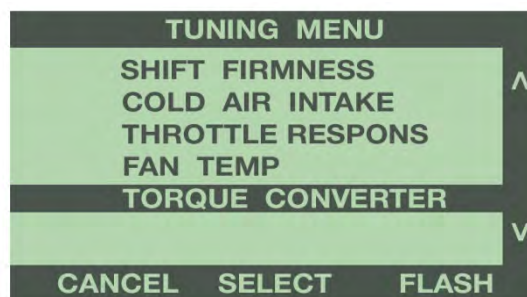 TUNING MENU
SHIFT FIRMNESS
COLD AIR INTAKE
THROTTLE RESPONS
FAN TEMP
TORQUE CONVERTER
CANCEL SELECT FLASH